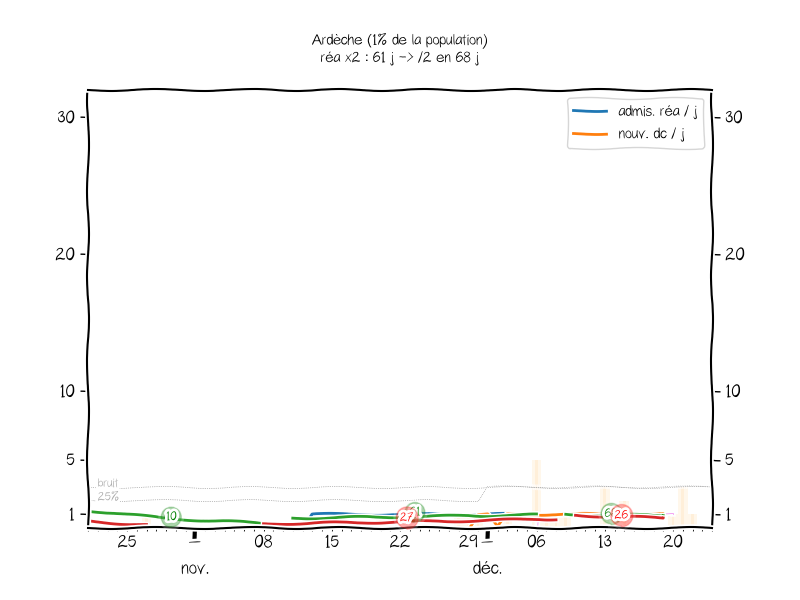 Ardèche (1% de la population)
réa x2 : 61 j -> /2 en 68 j
admis. réa / j
nouv. dc / j
30 30
20 20
10 10
5 5
1 1
bruit
25%
10 27 26
25 08 15 22 29 06 13 20
nov. déc.